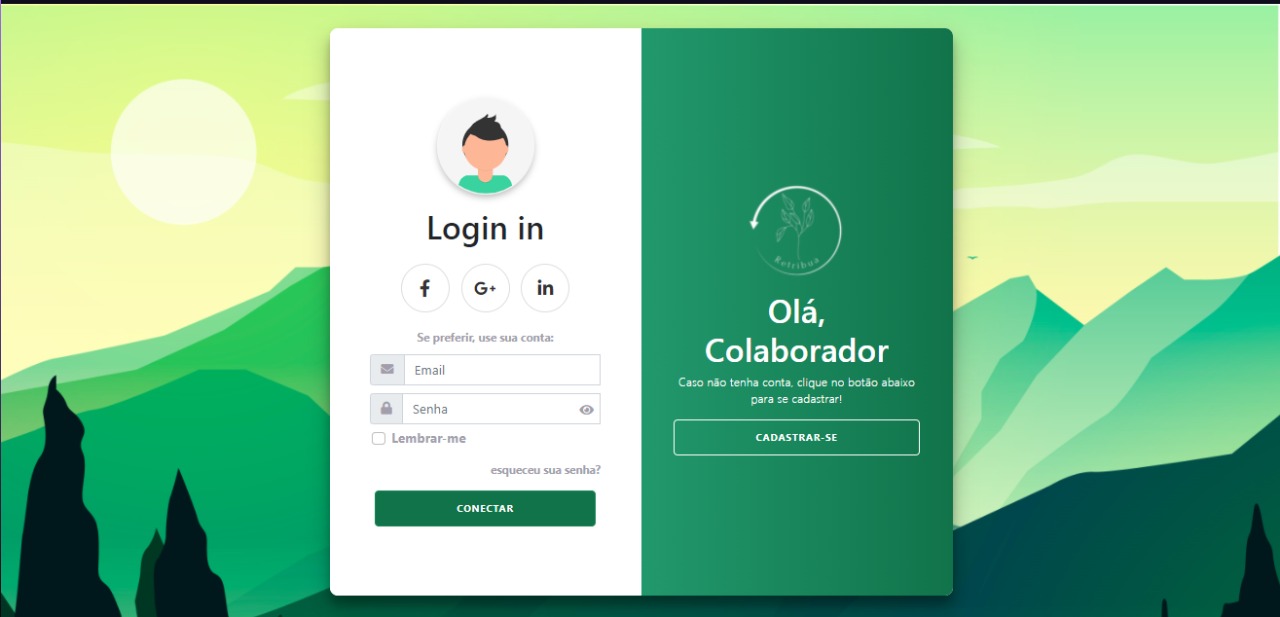 Login in
f
G+
in
Se preferir, use sua conta:
Email
Senha
Lembrar-me
esqueceu sua senha?
CONECTAR
Retribua
Olá,
Colaborador
Caso não tenha conta, clique no botão abaixo
para se cadastrar!
CADASTRAR-SE